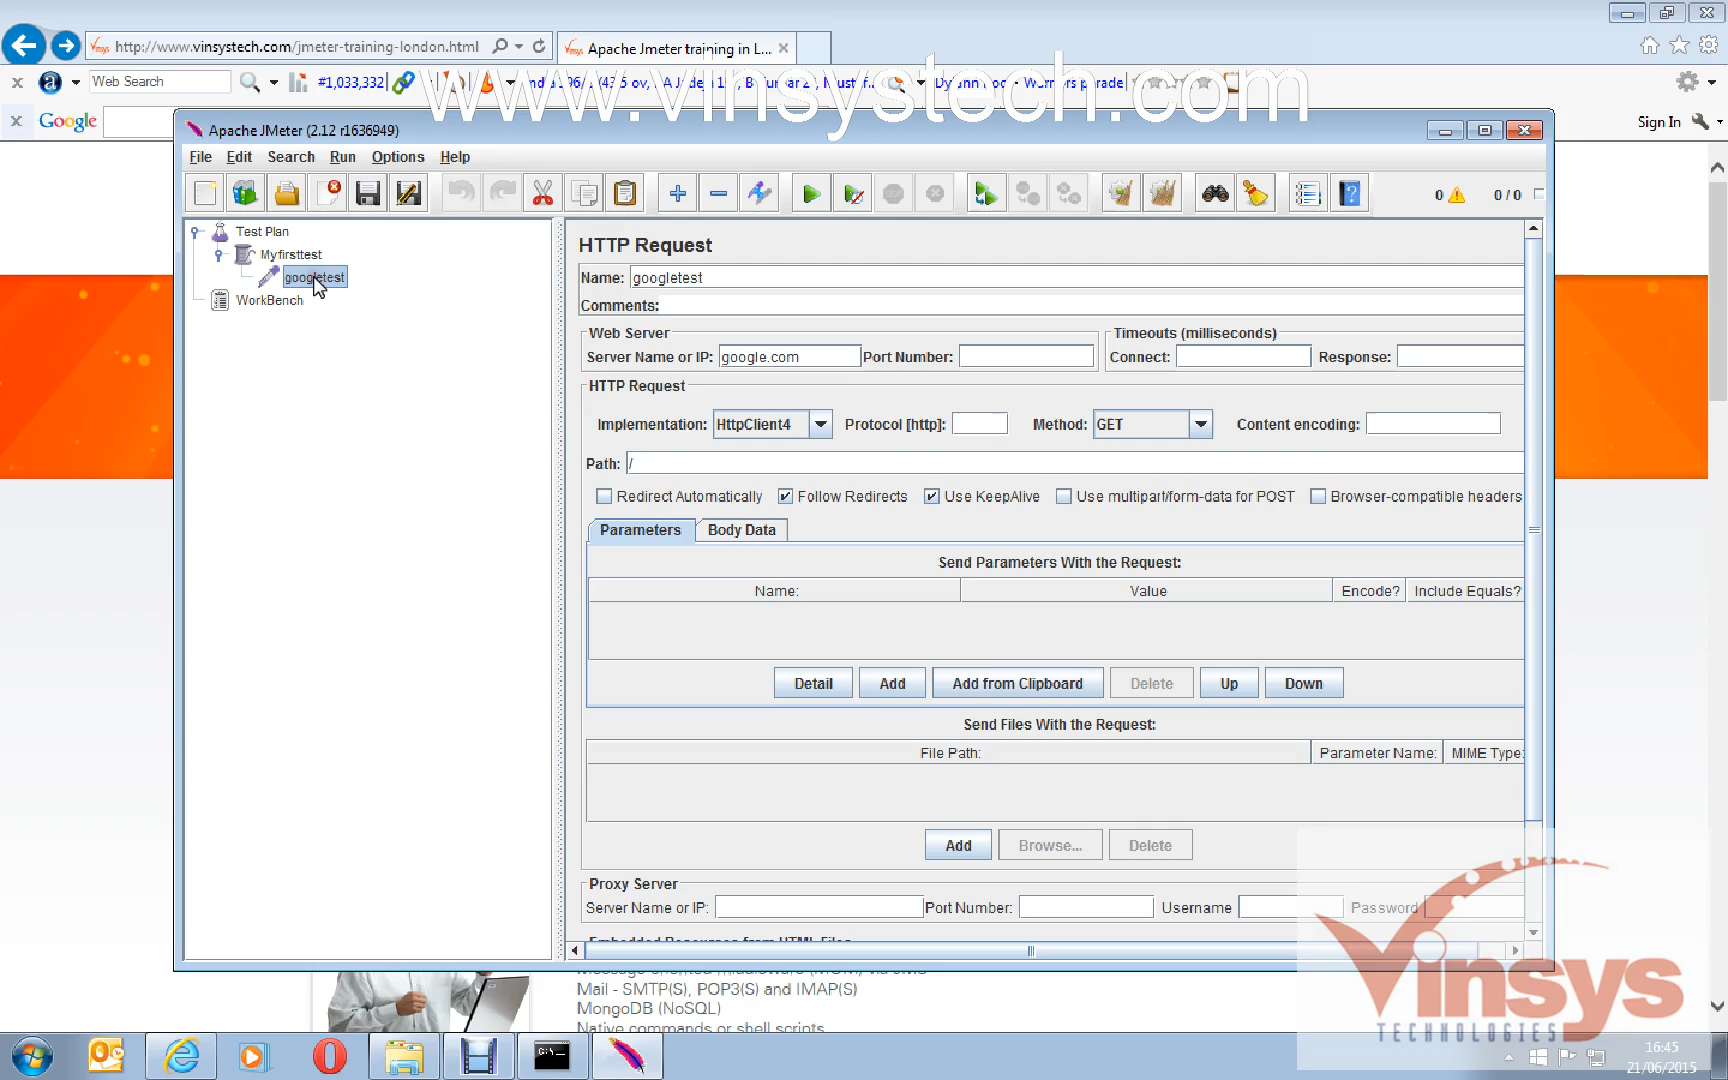 http://www.vinsystech.com/jmeter-training-london.html
Apache Jmeter training in L...
Web Search
#1,033,332
www.vinsystech.com
Google
Sign In
Apache JMeter (2.12 r1636949)
File Edit Search Run Options Help
0
0 / 0
Test Plan
Myfirsttest
googletest
WorkBench
HTTP Request
Name: googletest
Comments:
Web Server
Server Name or IP: google.com Port Number:
Timeouts (milliseconds)
Connect: Response:
HTTP Request
Implementation: HttpClient4 Protocol [http]: Method: GET Content encoding:
Path: /
Redirect Automatically Follow Redirects Use KeepAlive Use multipart/form-data for POST Browser-compatible headers
Parameters Body Data
Send Parameters With the Request:
Name: Value Encode? Include Equals?
Detail Add Add from Clipboard Delete Up Down
Send Files With the Request:
File Path: Parameter Name: MIME Type:
Add Browse... Delete
Proxy Server
Server Name or IP: Port Number: Username Password
Embedded Resources from HTML Files
Mail - SMTP(S), POP3(S) and IMAP(S)
MongoDB (NoSQL)
Native commands or shell scripts
Vinsys
TECHNOLOGIES
16:45
21/06/2015